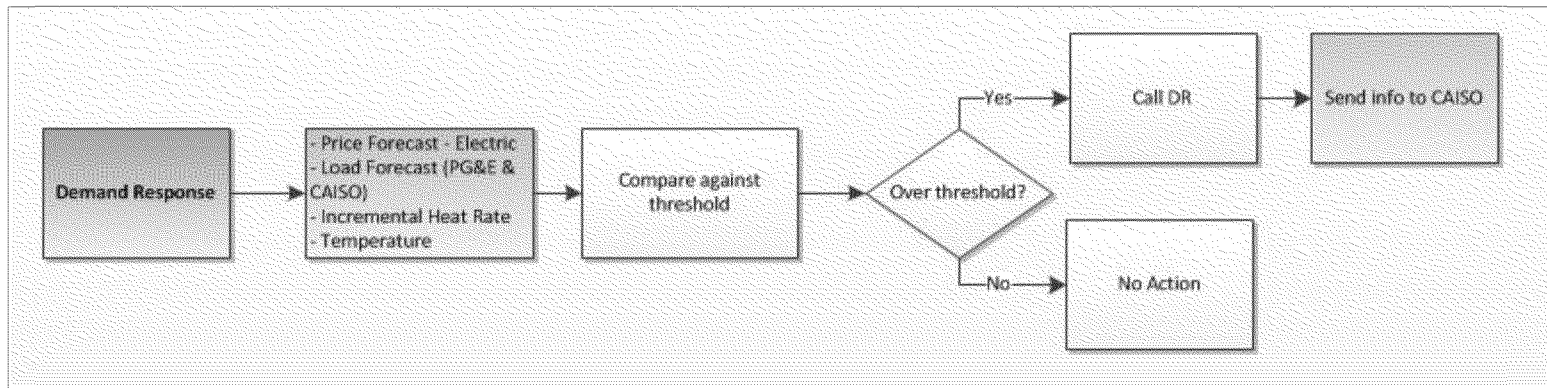 Demand Response
- Price Forecast - Electric
- Load Forecast (PG&E &
CAISO)
- Incremental Heat Rate
- Temperature
Compare against
threshold
Over threshold?
Yes
Call DR
Send info to CAISO
No
No Action